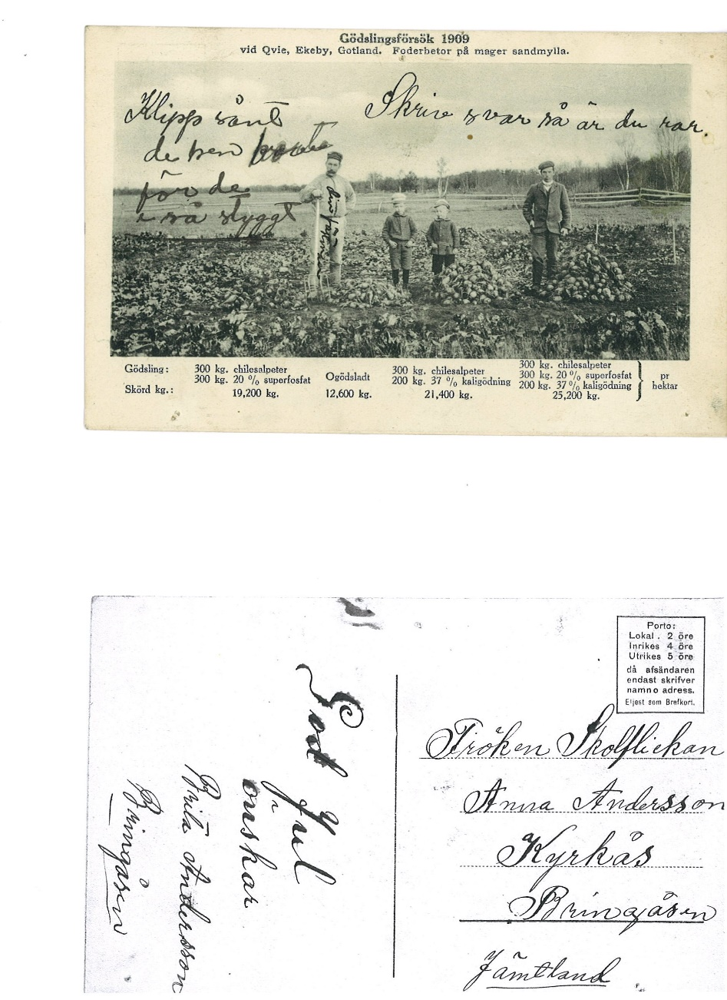 Gödslingsförsök 1909
vid Qvie, Ekeby, Gotland. Foderbetor på mager sandmylla.
Klipp sånt
de ben
för de
i så styggt
Skriv svar så är du rar.
Gödsling: 300 kg. chilesalpeter
300 kg. 20 % superfosfat
Skörd kg.: 19,200 kg.
Ogödsladt
12,600 kg.
300 kg. chilesalpeter
200 kg. 37 % kaligödning
21,400 kg.
300 kg. chilesalpeter
300 kg. 20 % superfosfat
200 kg. 37 % kaligödning
25,200 kg.
pr
hektar
God Jul
önskar
Brita Andersson
Bringåsen
Porto:
Lokal . 2 öre
Inrikes 4 öre
Utrikes 5 öre
då afsändaren
endast skrifver
namn o adress.
Eljest som Brefkort.
Fröken Skolflickan
Anna Andersson
Kyrkås
Bringåsen
Jämtland